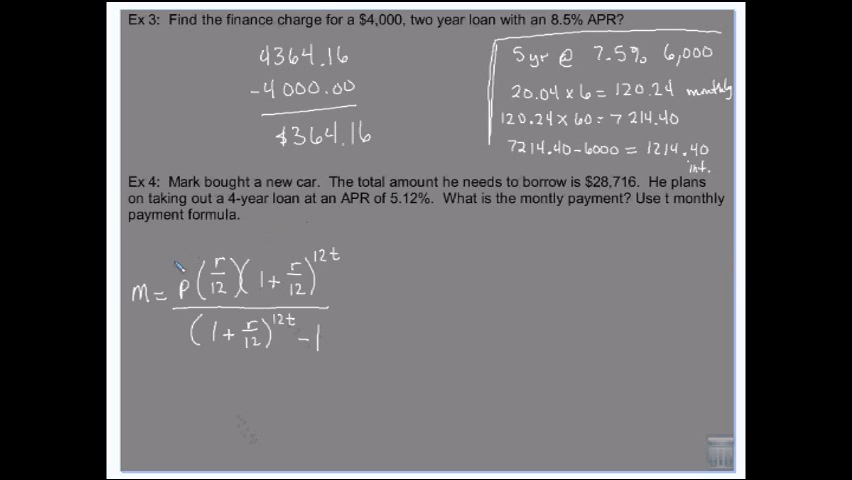 Ex 3: Find the finance charge for a $4,000, two year loan with an 8.5% APR?
4364.16
-4000.00
$364.16
5yr @ 7.5% 6,000
20.04 x 6 = 120.24 monthly
120.24 x 60 = 7214.40
7214.40-6000 = 1214.40
int.
Ex 4: Mark bought a new car. The total amount he needs to borrow is $28,716. He plans
on taking out a 4-year loan at an APR of 5.12%. What is the montly payment? Use t monthly
payment formula.
m = P(r/12)(1+r/12)^12t
(1+r/12)^12t -1